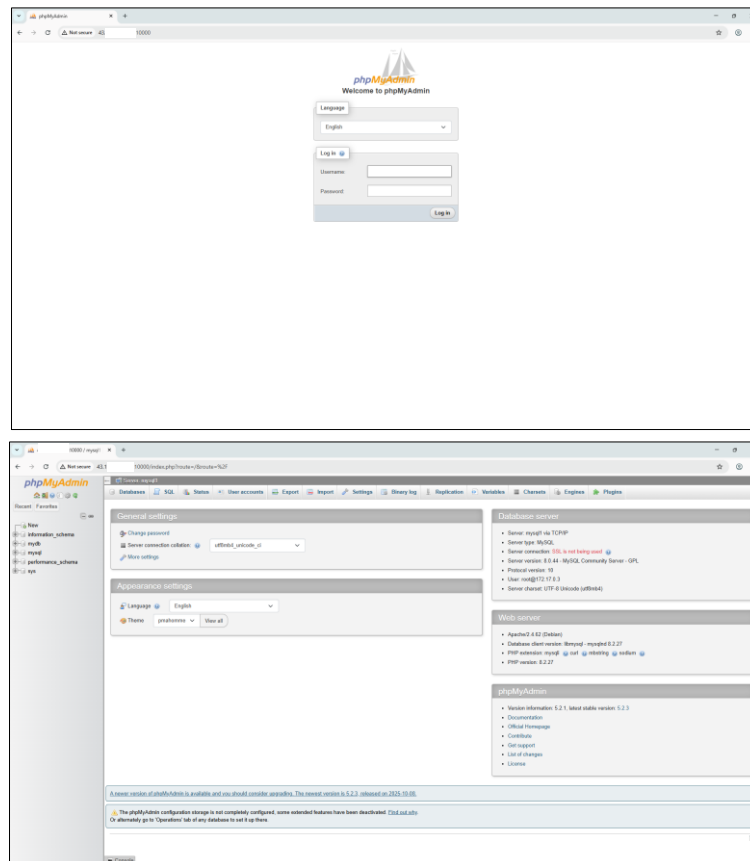 phpMyAdmin
Not secure 43. 10000
phpMyAdmin
Welcome to phpMyAdmin
Language
English
Log in
Username:
Password:
Log in
10000 / mysql1
Not secure 43.1 10000/index.php?route=/&route=%2F
phpMyAdmin
Recent Favorites
New
information_schema
mydb
mysql
performance_schema
sys
Server: mysql1
Databases SQL Status User accounts Export Import Settings Binary log Replication Variables Charsets Engines Plugins
General settings
Change password
Server connection collation: utf8mb4_unicode_ci
More settings
Appearance settings
Language English
Theme pmahomme View all
Database server
Server: mysql1 via TCP/IP
Server type: MySQL
Server connection: SSL is not being used
Server version: 8.0.44 - MySQL Community Server - GPL
Protocol version: 10
User: root@172.17.0.3
Server charset: UTF-8 Unicode (utf8mb4)
Web server
Apache/2.4.62 (Debian)
Database client version: libmysql - mysqlnd 8.2.27
PHP extension: mysqli curl mbstring sodium
PHP version: 8.2.27
phpMyAdmin
Version information: 5.2.1, latest stable version: 5.2.3
Documentation
Official Homepage
Contribute
Get support
List of changes
License
A newer version of phpMyAdmin is available and you should consider upgrading. The newest version is 5.2.3, released on 2025-10-08.
The phpMyAdmin configuration storage is not completely configured, some extended features have been deactivated. Find out why.
Or alternately go to 'Operations' tab of any database to set it up there.
Console